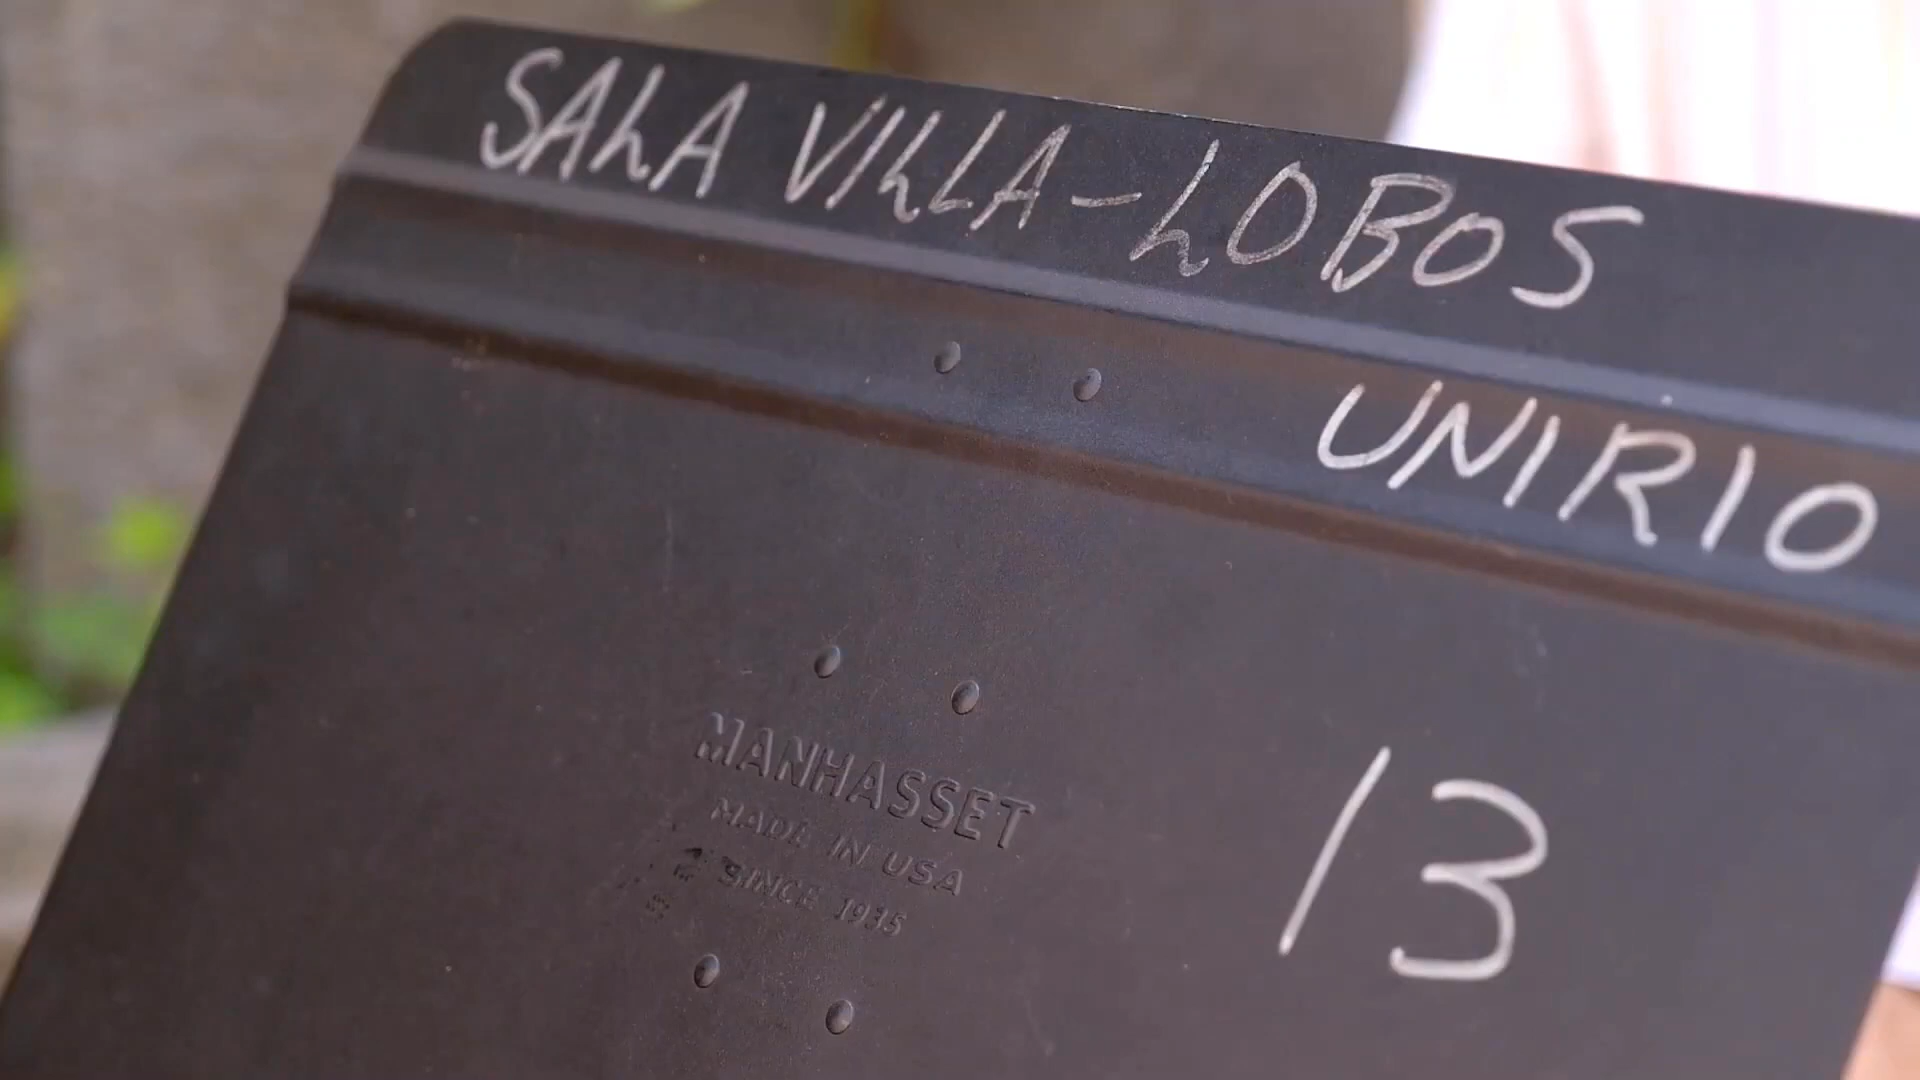 SALA VILLA-LOBOS
UNIRIO
MANHASSET
MADE IN USA
SINCE 1935
13